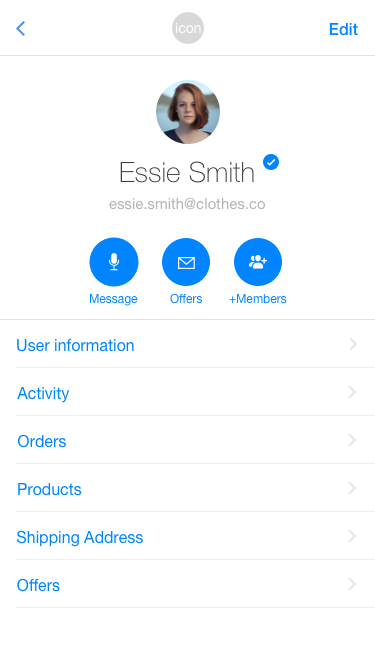 icon
Edit
Essie Smith
essie.smith@clothes.co
Message Offers +Members
User information
Activity
Orders
Products
Shipping Address
Offers